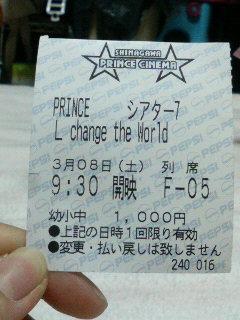 SHINAGAWA
PRINCE CINEMA
PRINCE シアター7
L change the World
3月08日(土) 列 席
9:30 開映 F-05
幼小中 1,000円
●上記の日時1回限り有効
●変更・払い戻しは致しません
240 016
PEPSI